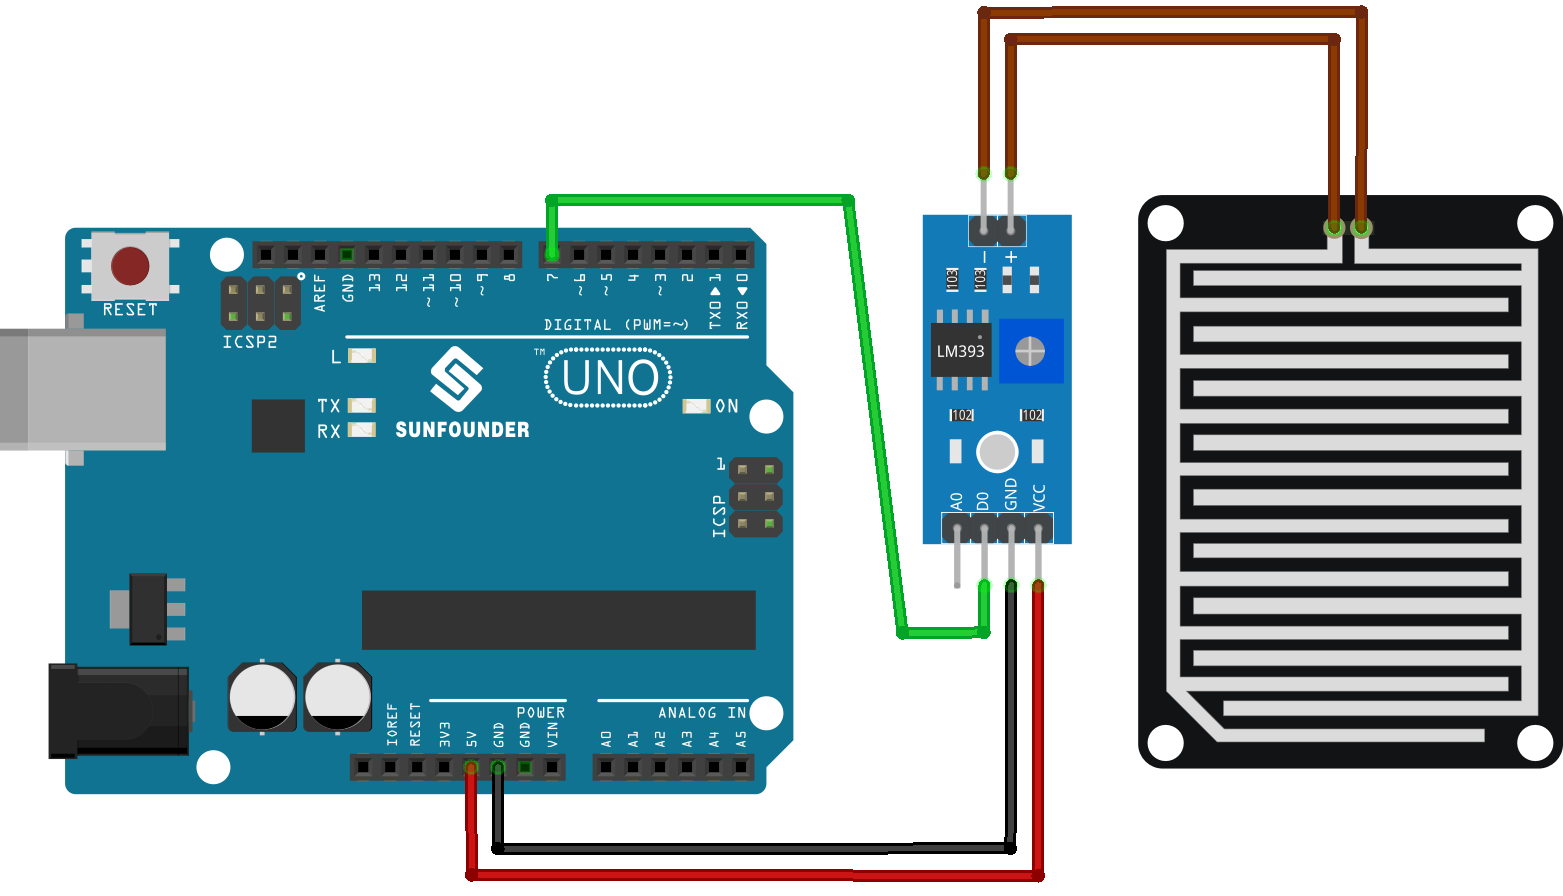 RESET
ICSP2
AREF
GND
13
12
~11
~10
~9
8
7
~6
~5
4
~3
2
TX0▶1
RX0◀0
DIGITAL (PWM=~)
L
TX
RX
SUNFOUNDER
™
UNO
ON
1
ICSP
IOREF
RESET
3V3
5V
GND
GND
VIN
POWER
ANALOG IN
A0
A1
A2
A3
A4
A5
- +
103
103
LM393
102
102
A0
D0
GND
VCC